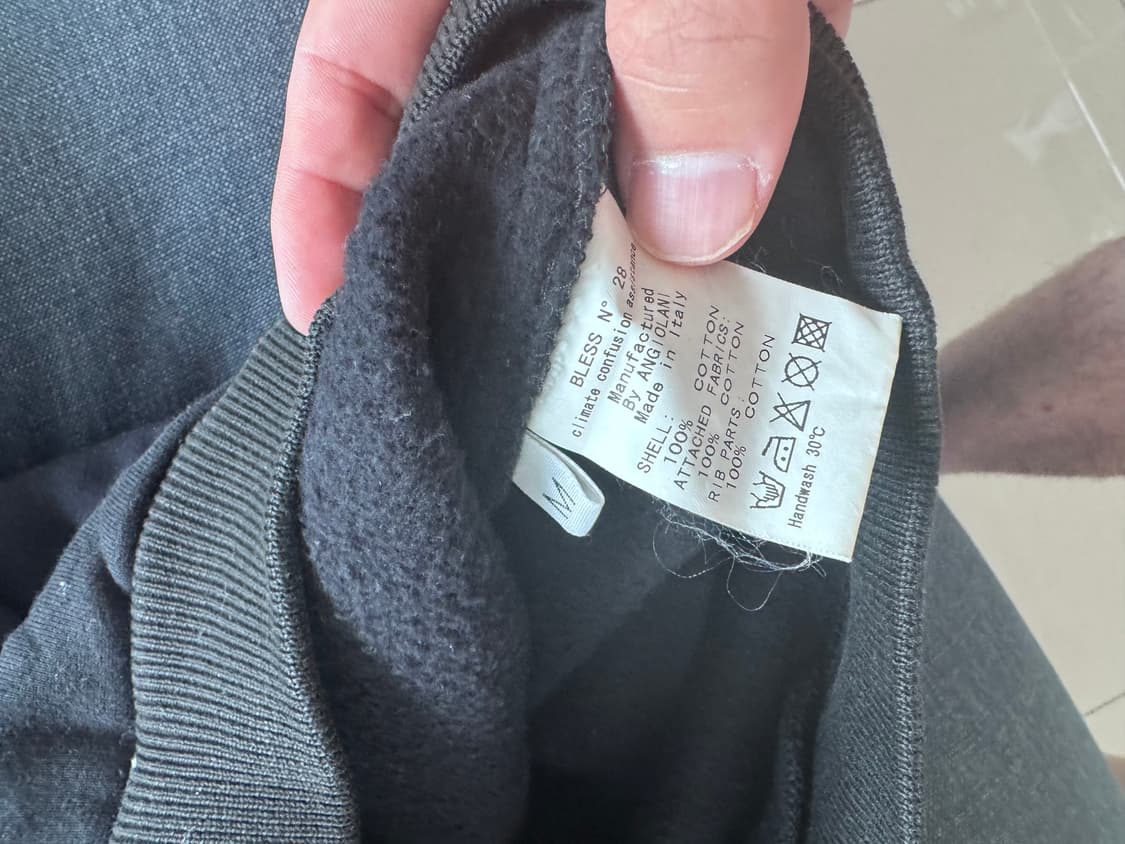 BLESS N° 28
climate confusion assistance
Manufactured
By ANGIOLANI
Made in Italy
SHELL:
100% COTTON
ATTACHED FABRICS:
100% COTTON
RIB PARTS:
100% COTTON
Handwash 30°C
M